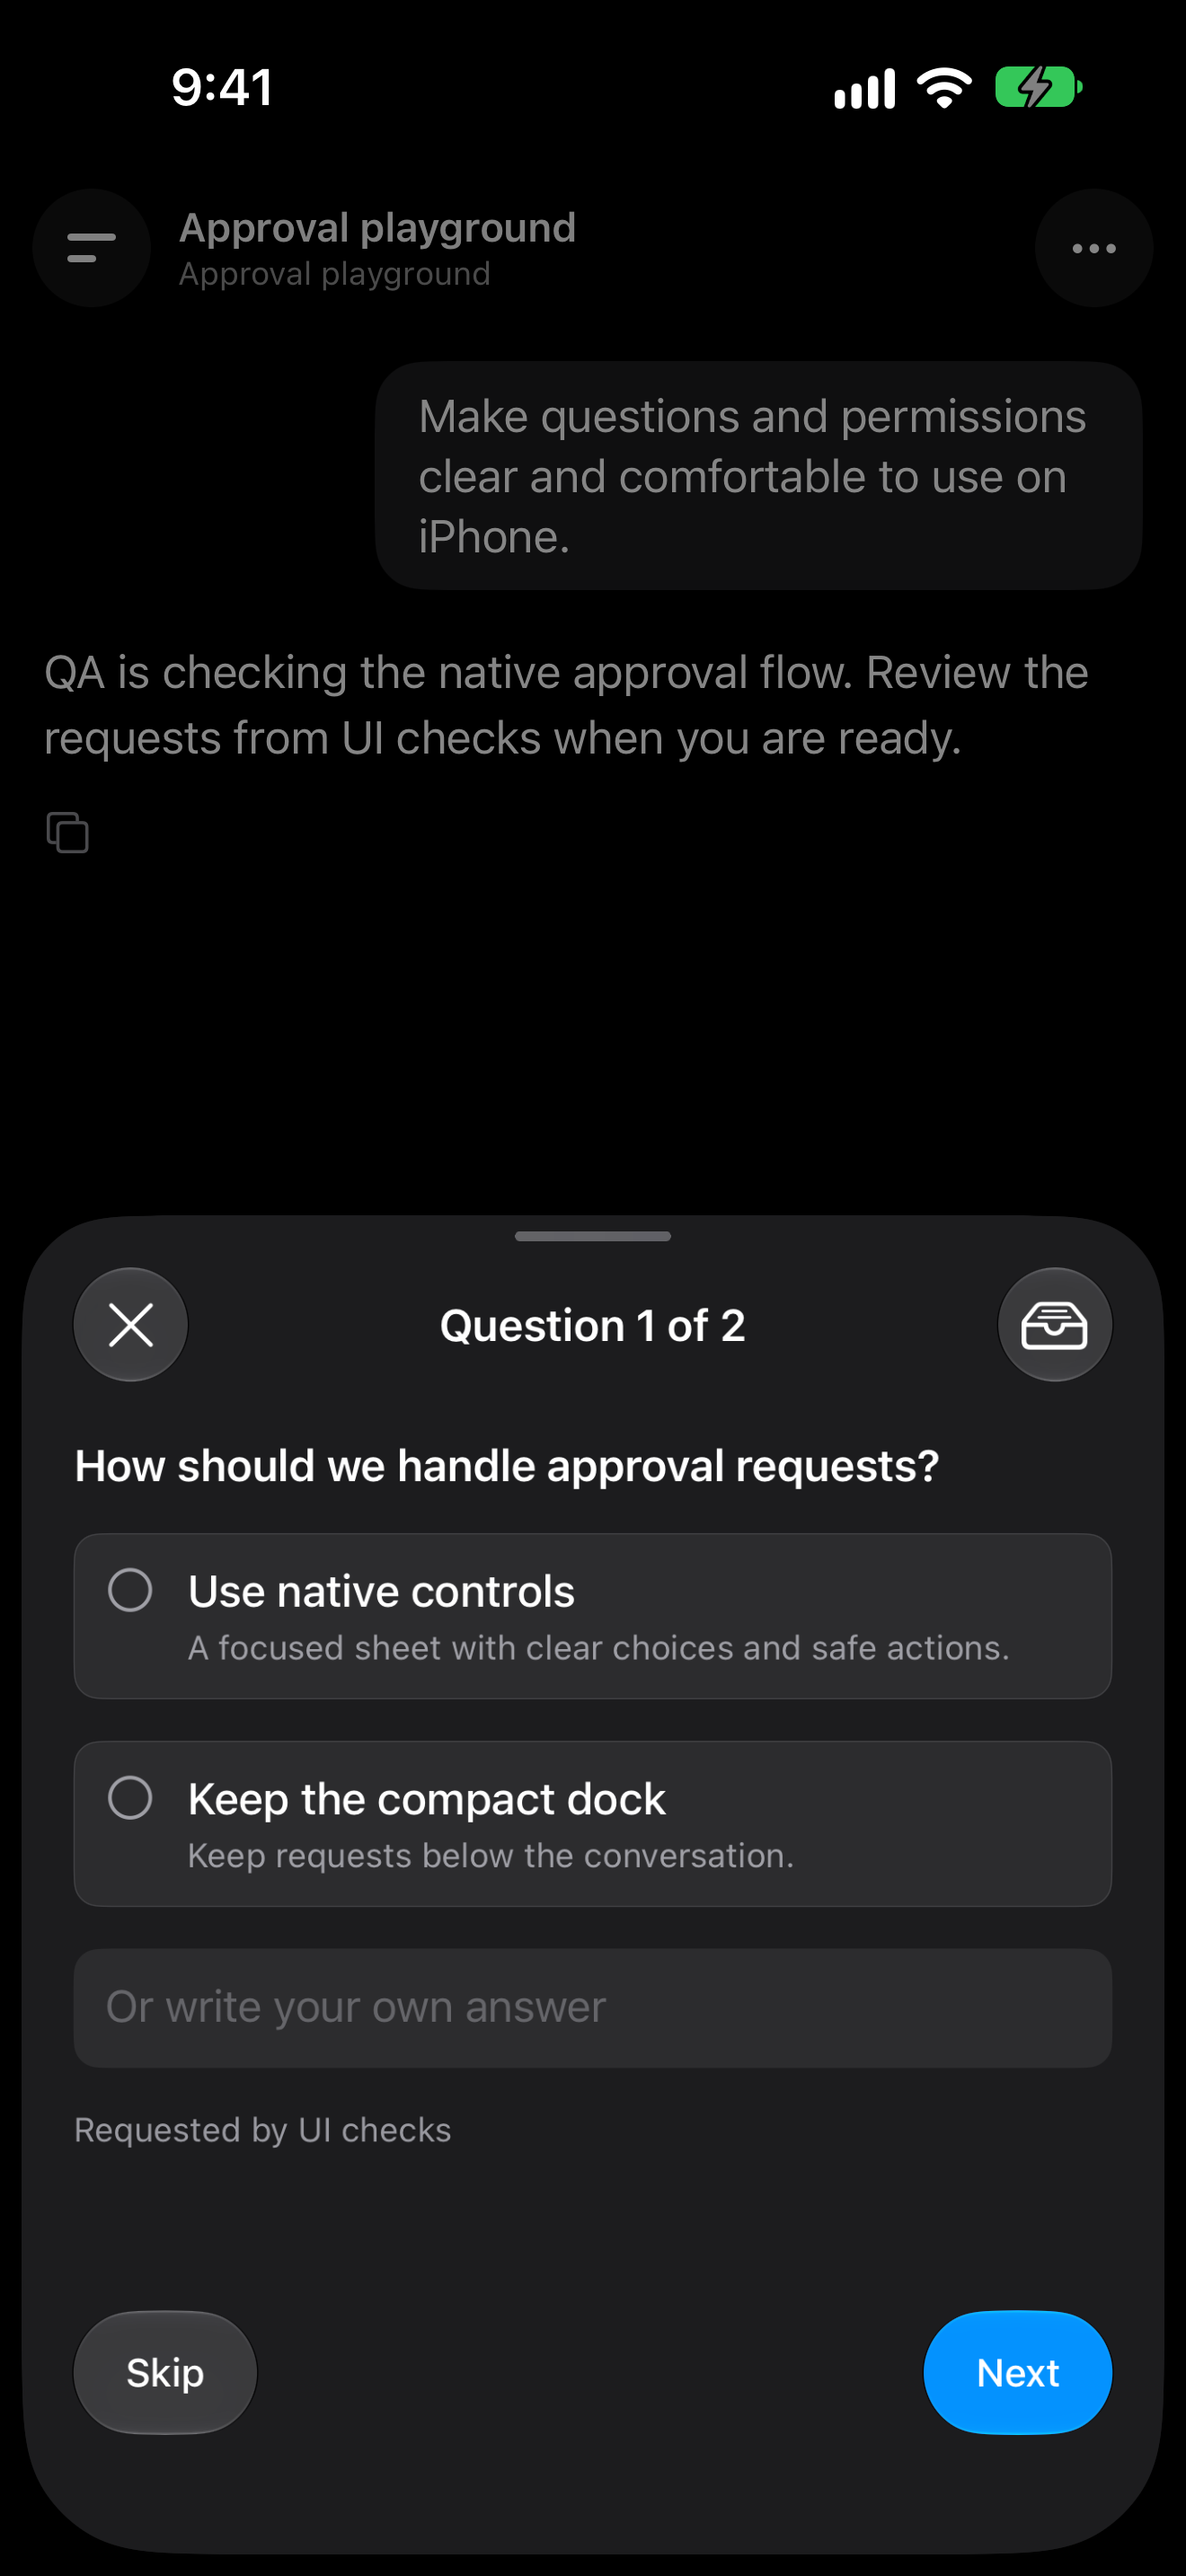 9:41
Approval playground
Approval playground
Make questions and permissions
clear and comfortable to use on
iPhone.
QA is checking the native approval flow. Review the
requests from UI checks when you are ready.
Question 1 of 2
How should we handle approval requests?
Use native controls
A focused sheet with clear choices and safe actions.
Keep the compact dock
Keep requests below the conversation.
Or write your own answer
Requested by UI checks
Skip
Next